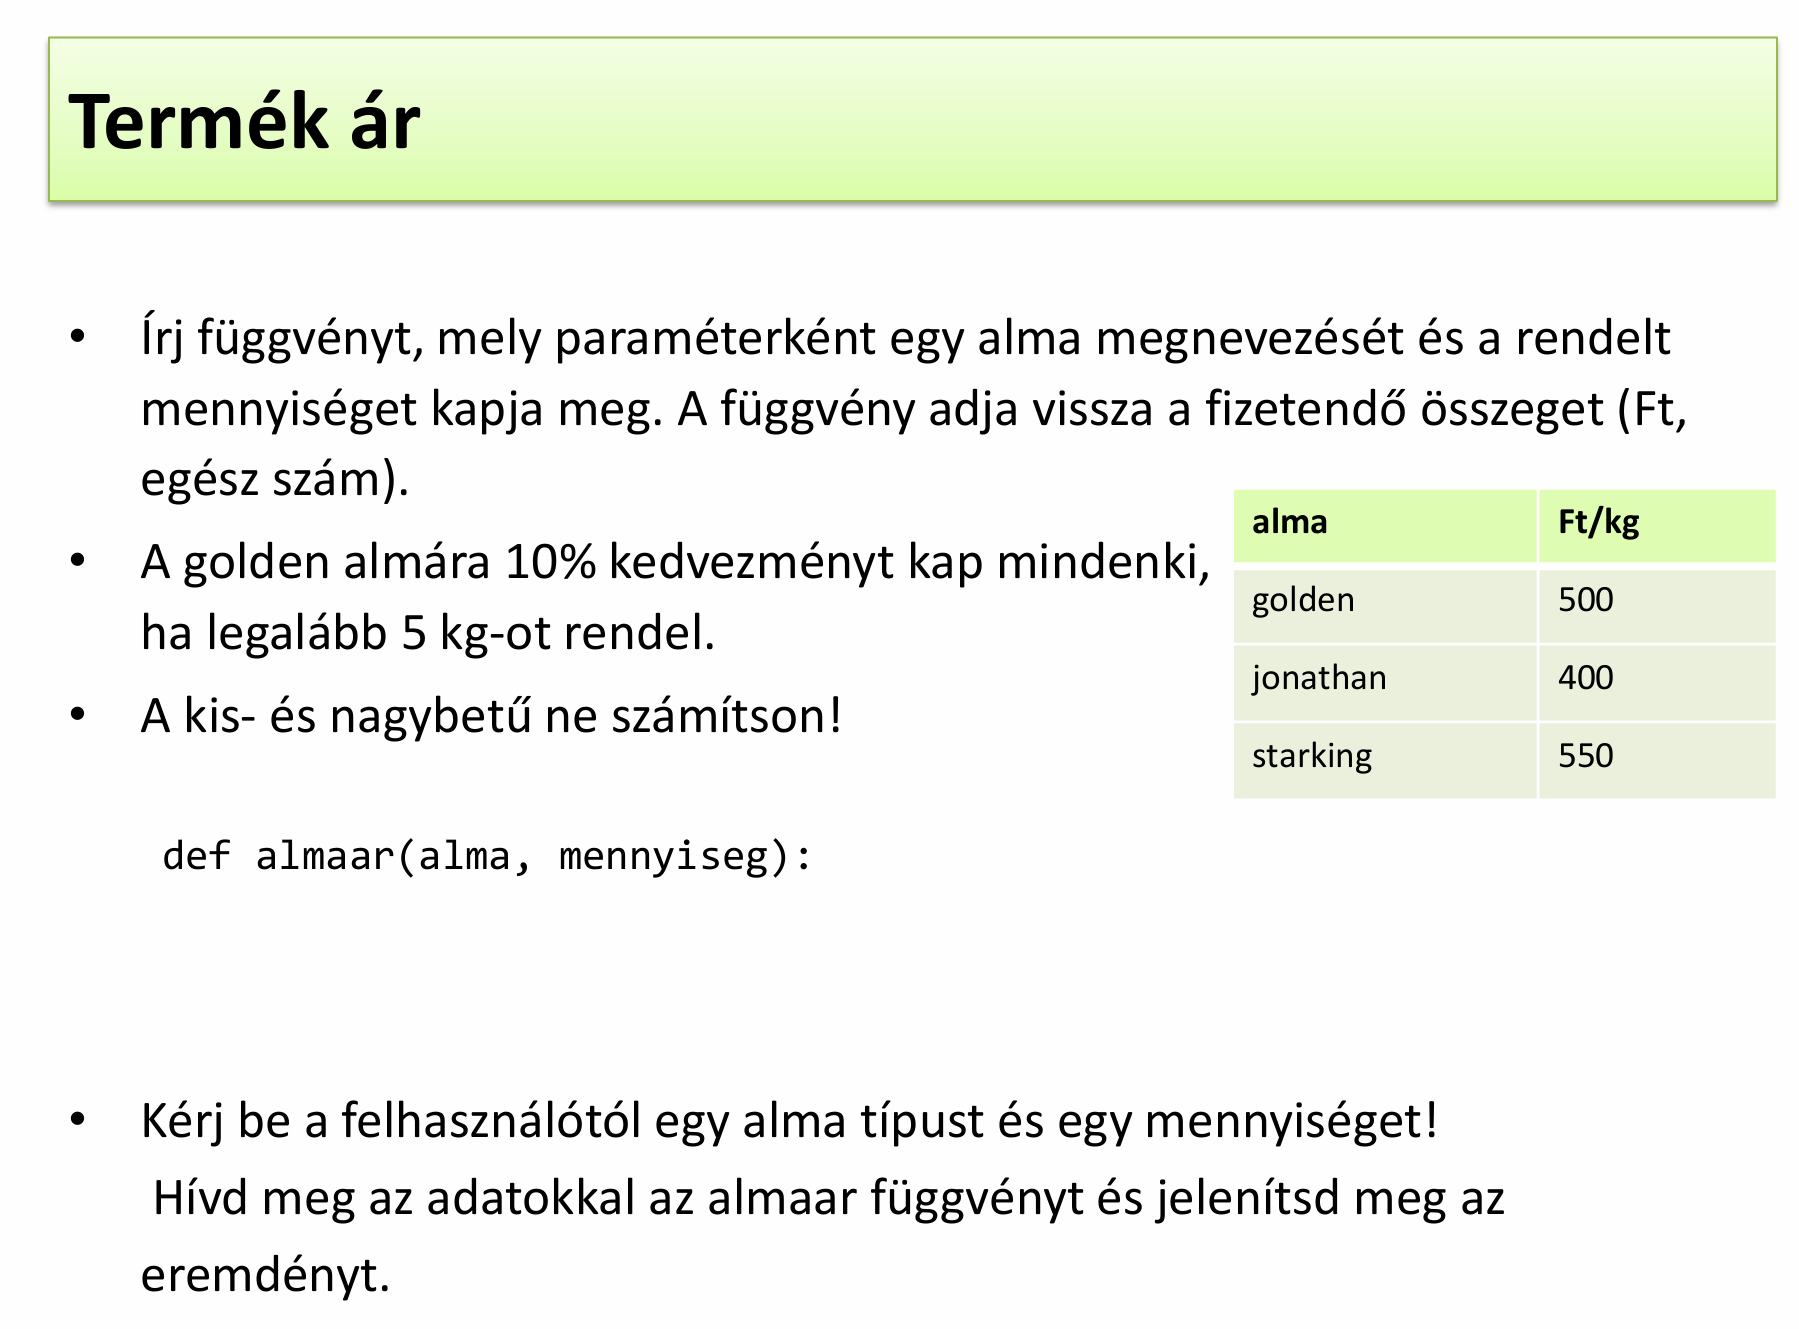 Termék ár
• Írj függvényt, mely paraméterként egy alma megnevezését és a rendelt
mennyiséget kapja meg. A függvény adja vissza a fizetendő összeget (Ft,
egész szám).
• A golden almára 10% kedvezményt kap mindenki,
ha legalább 5 kg-ot rendel.
• A kis- és nagybetű ne számítson!
alma Ft/kg
golden 500
jonathan 400
starking 550
def almaar(alma, mennyiseg):
• Kérj be a felhasználótól egy alma típust és egy mennyiséget!
Hívd meg az adatokkal az almaar függvényt és jelenítsd meg az
eremdényt.